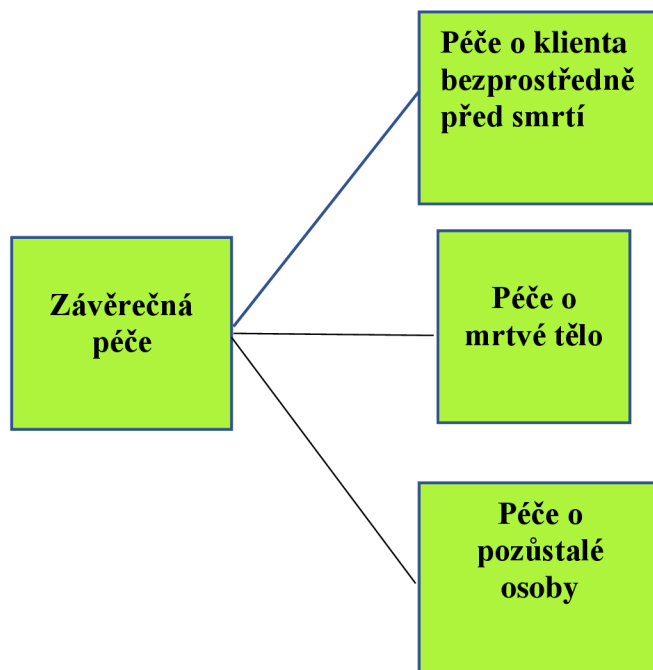 Závěrečná
péče
Péče o klienta
bezprostředně
před smrtí
Péče o
mrtvé tělo
Péče o
pozůstalé
osoby